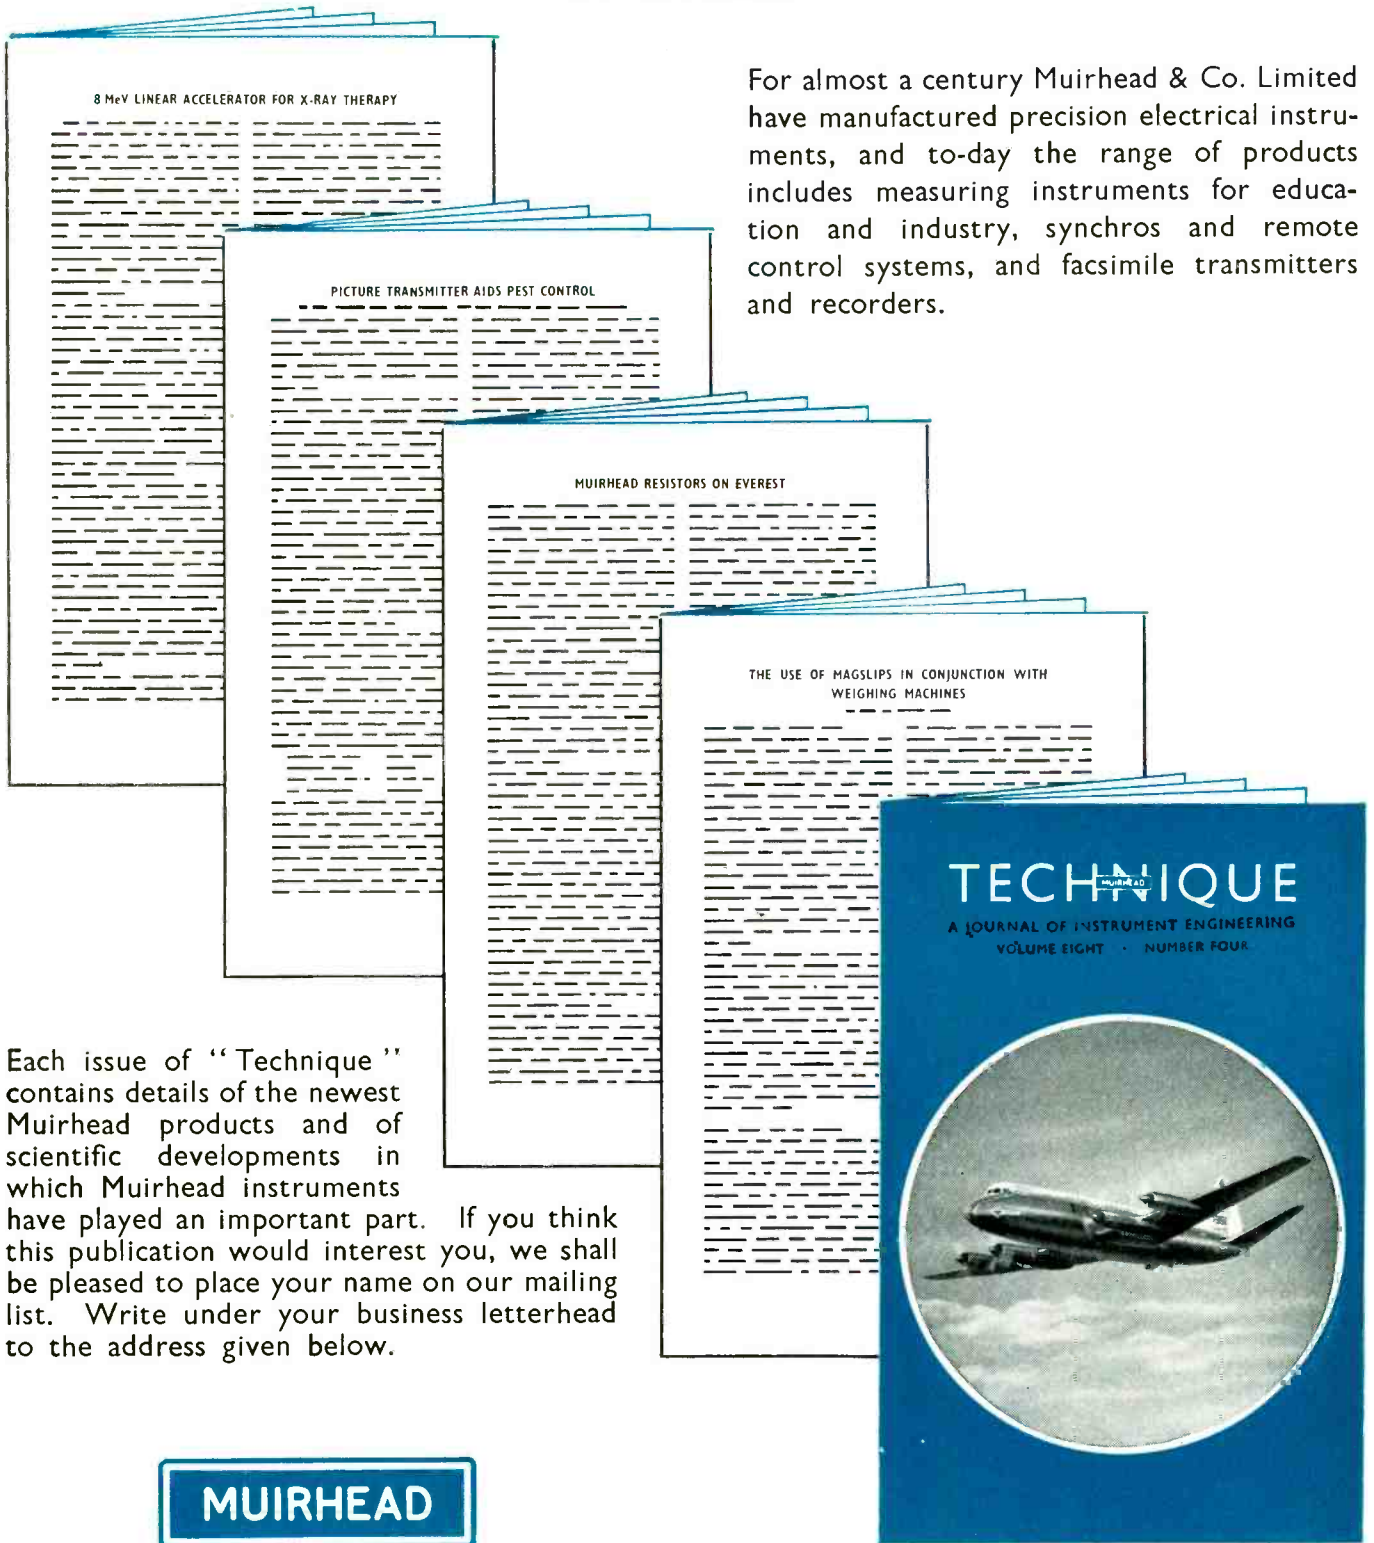 8 MeV LINEAR ACCELERATOR FOR X-RAY THERAPY
For almost a century Muirhead & Co. Limited
have manufactured precision electrical instru-
ments, and to-day the range of products
includes measuring instruments for educa-
tion and industry, synchros and remote
control systems, and facsimile transmitters
and recorders.
PICTURE TRANSMITTER AIDS PEST CONTROL
MUIRHEAD RESISTORS ON EVEREST
THE USE OF MAGSLIPS IN CONJUNCTION WITH
WEIGHING MACHINES
TECHNIQUE
MUIRHEAD
A JOURNAL OF INSTRUMENT ENGINEERING
VOLUME EIGHT · NUMBER FOUR
Each issue of “Technique”
contains details of the newest
Muirhead products and of
scientific developments in
which Muirhead instruments
have played an important part. If you think
this publication would interest you, we shall
be pleased to place your name on our mailing
list. Write under your business letterhead
to the address given below.
MUIRHEAD